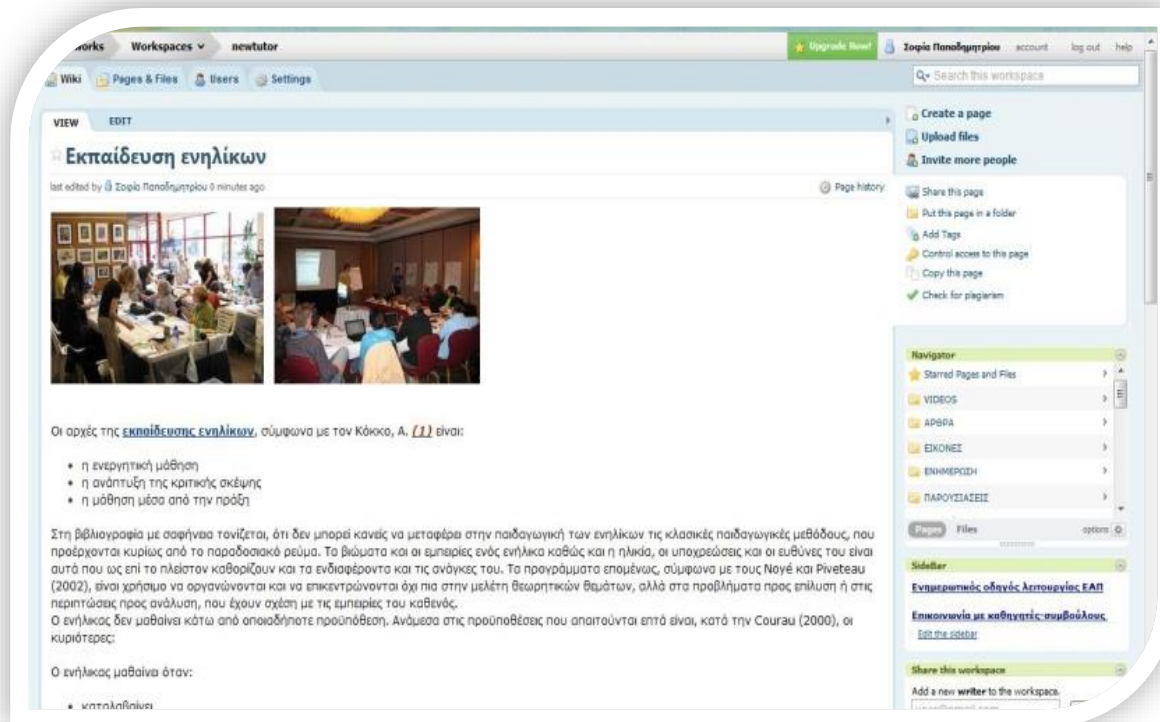 works Workspaces newtutor Upgrade Now! Σοφία Παπαδημητρίου account log out help
Wiki Pages & Files Users Settings Search this workspace
VIEW EDIT
Εκπαίδευση ενηλίκων
last edited by Σοφία Παπαδημητρίου 0 minutes ago Page history
Οι αρχές της εκπαίδευσης ενηλίκων, σύμφωνα με τον Κόκκο, Α. (1) είναι:
• η ενεργητική μάθηση
• η ανάπτυξη της κριτικής σκέψης
• η μάθηση μέσα από την πράξη
Στη βιβλιογραφία με σαφήνεια τονίζεται, ότι δεν μπορεί κανείς να μεταφέρει στην παιδαγωγική των ενηλίκων τις κλασικές παιδαγωγικές μεθόδους, που
προέρχονται κυρίως από το παραδοσιακό ρεύμα. Τα βιώματα και οι εμπειρίες ενός ενήλικα καθώς και η ηλικία, οι υποχρεώσεις και οι ευθύνες του είναι
αυτά που ως επί το πλείστον καθορίζουν και τα ενδιαφέροντα και τις ανάγκες του. Τα προγράμματα επομένως, σύμφωνα με τους Noyé και Piveteau
(2002), είναι χρήσιμο να οργανώνονται και να επικεντρώνονται όχι πια στην μελέτη θεωρητικών θεμάτων, αλλά στα προβλήματα προς επίλυση ή στις
περιπτώσεις προς ανάλυση, που έχουν σχέση με τις εμπειρίες του καθενός.
Ο ενήλικας δεν μαθαίνει κάτω από οποιαδήποτε προϋπόθεση. Ανάμεσα στις προϋποθέσεις που απαιτούνται επτά είναι, κατά την Courau (2000), οι
κυριότερες:
Ο ενήλικας μαθαίνει όταν:
• καταλαβαίνει
Create a page
Upload files
Invite more people
Share this page
Put this page in a folder
Add Tags
Control access to this page
Copy this page
Check for plagiarism
Navigator
Starred Pages and Files
VIDEOS
ΑΡΘΡΑ
ΕΙΚΟΝΕΣ
ΕΝΗΜΕΡΩΣΗ
ΠΑΡΟΥΣΙΑΣΕΙΣ
Pages Files options
SideBar
Ενημερωτικός οδηγός λειτουργίας ΕΑΠ
Επικοινωνία με καθηγητές-συμβούλους
Edit the sidebar
Share this workspace
Add a new writer to the workspace.